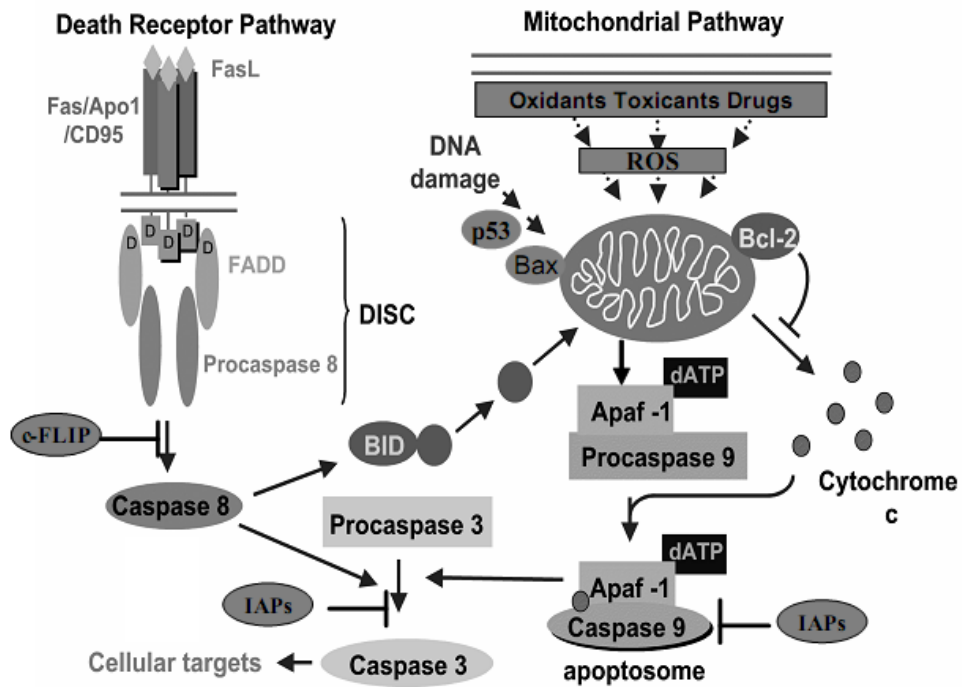 Death Receptor Pathway
FasL
Fas/Apo1
/CD95
D
D
D
D
D
FADD
DISC
Procaspase 8
c-FLIP
Caspase 8
BID
Procaspase 3
IAPs
Caspase 3
Cellular targets
Mitochondrial Pathway
Oxidants Toxicants Drugs
ROS
DNA
damage
p53
Bax
Bcl-2
dATP
Apaf -1
Procaspase 9
Cytochrome
c
dATP
Apaf -1
Caspase 9
IAPs
apoptosome